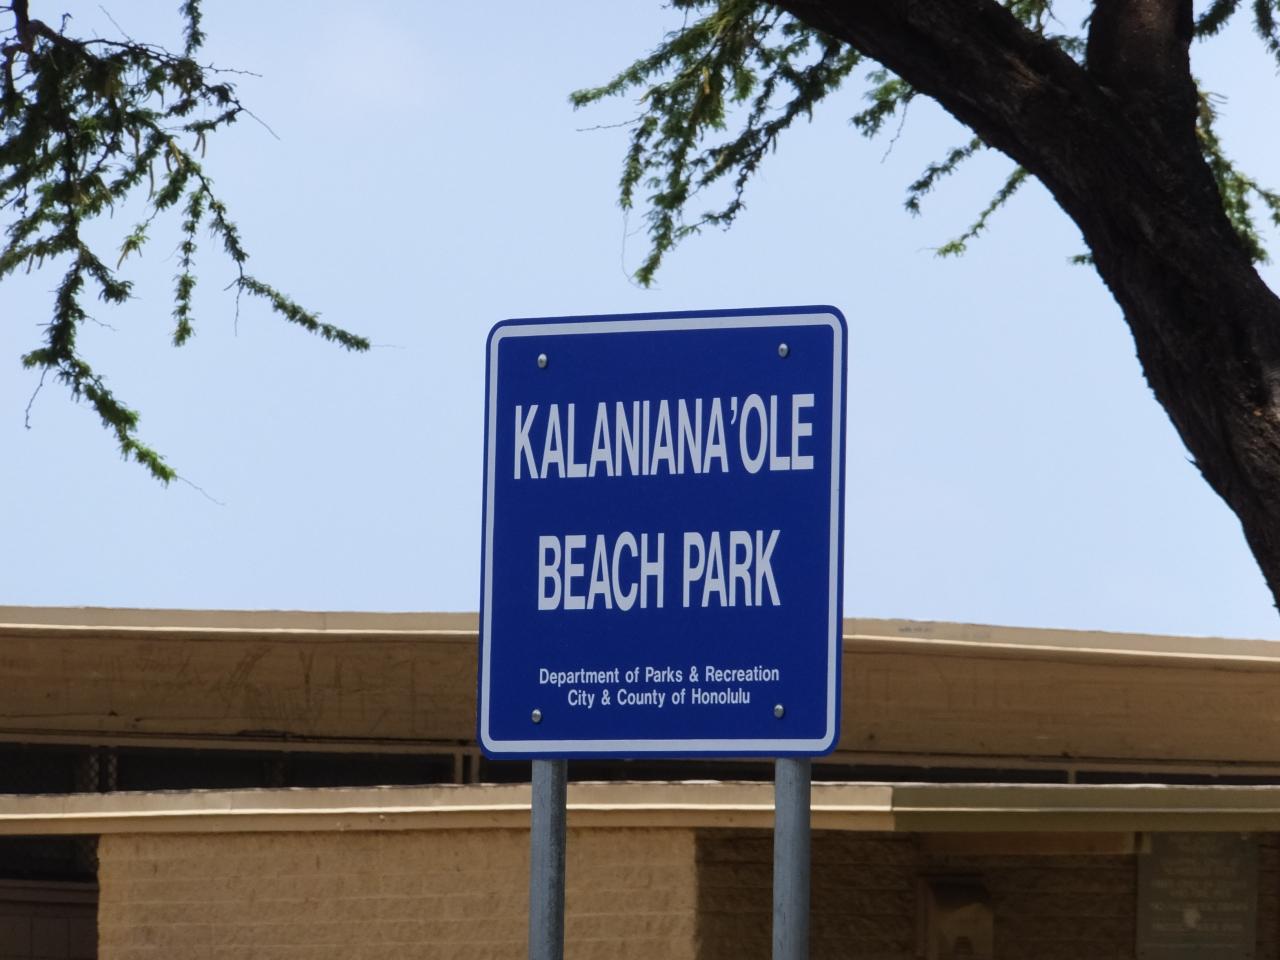 KALANIANA'OLE
BEACH PARK
Department of Parks & Recreation
City & County of Honolulu